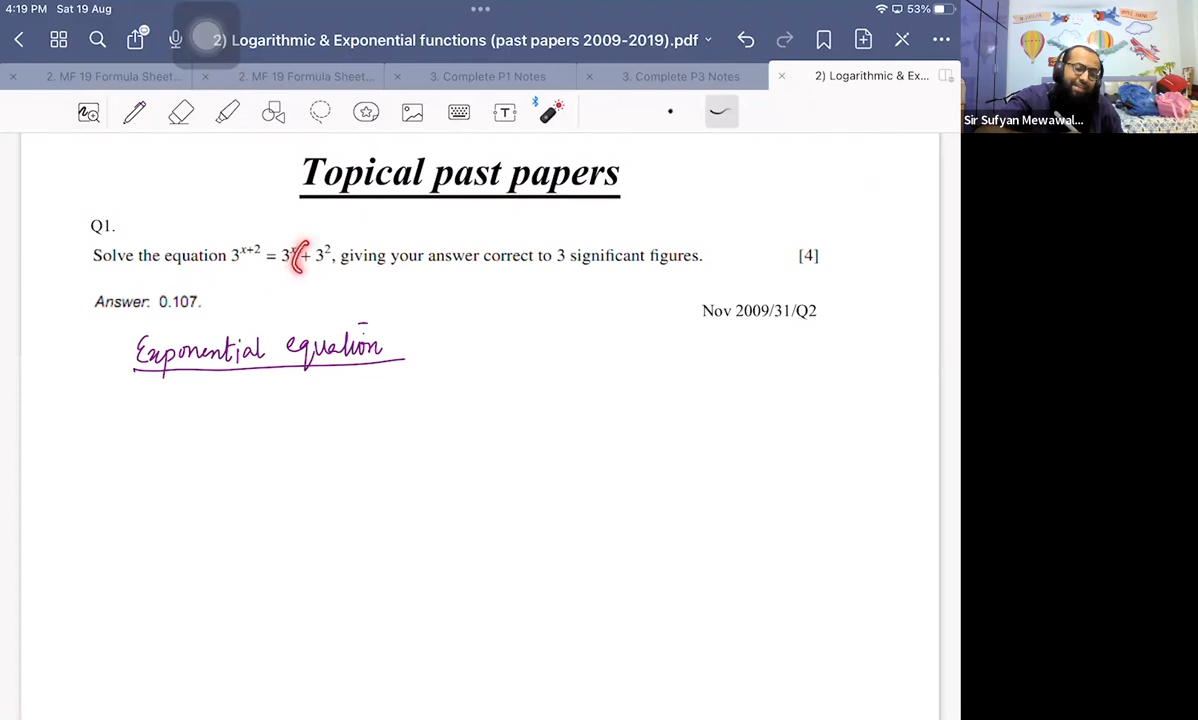 4:19 PM Sat 19 Aug
53%
2) Logarithmic & Exponential functions (past papers 2009-2019).pdf
2. MF 19 Formula Sheet...
2. MF 19 Formula Sheet...
3. Complete P1 Notes
3. Complete P3 Notes
2) Logarithmic & Ex...
T
Sir Sufyan Mewawal...
Topical past papers
Q1.
Solve the equation 3^{x+2} = 3^x + 3^2, giving your answer correct to 3 significant figures. [4]
Answer: 0.107.
Nov 2009/31/Q2
Exponential equation